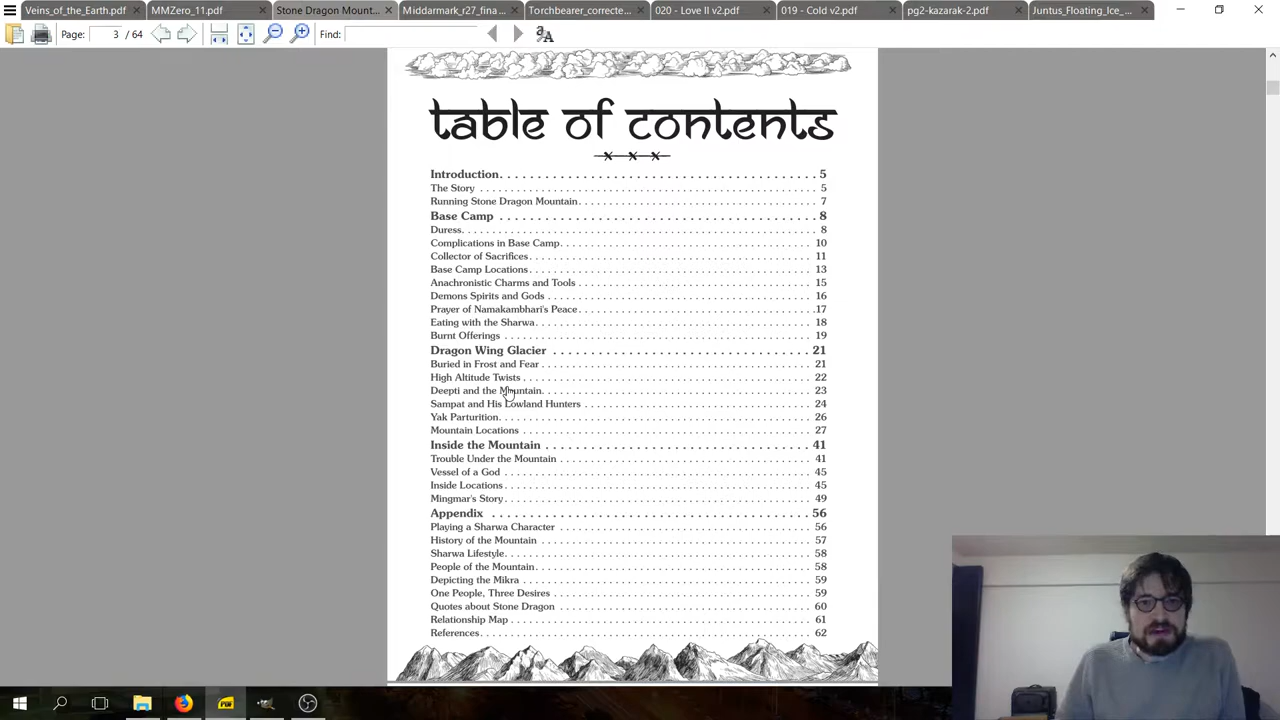 Veins_of_the_Earth.pdf
MMZero_11.pdf
Stone Dragon Mount...
Middarmark_r27_fina...
Torchbearer_correcte...
020 - Love II v2.pdf
019 - Cold v2.pdf
pg2-kazarak-2.pdf
Juntus_Floating_Ice_...
Page: 3 / 64 Find:
table of contents
Introduction. . . . 5
The Story . . . . 5
Running Stone Dragon Mountain. . . . 7
Base Camp . . . . 8
Duress. . . . 8
Complications in Base Camp. . . . 10
Collector of Sacrifices. . . . 11
Base Camp Locations. . . . 13
Anachronistic Charms and Tools . . . . 15
Demons Spirits and Gods . . . . 16
Prayer of Namakambhari's Peace. . . . 17
Eating with the Sharwa. . . . 18
Burnt Offerings . . . . 19
Dragon Wing Glacier . . . . 21
Buried in Frost and Fear . . . . 21
High Altitude Twists . . . . 22
Deepti and the Mountain. . . . 23
Sampat and His Lowland Hunters . . . . 24
Yak Parturition. . . . 26
Mountain Locations . . . . 27
Inside the Mountain . . . . 41
Trouble Under the Mountain . . . . 41
Vessel of a God . . . . 45
Inside Locations. . . . 45
Mingmar's Story. . . . 49
Appendix . . . . 56
Playing a Sharwa Character . . . . 56
History of the Mountain . . . . 57
Sharwa Lifestyle. . . . 58
People of the Mountain. . . . 58
Depicting the Mikra . . . . 59
One People, Three Desires . . . . 59
Quotes about Stone Dragon . . . . 60
Relationship Map . . . . 61
References. . . . 62